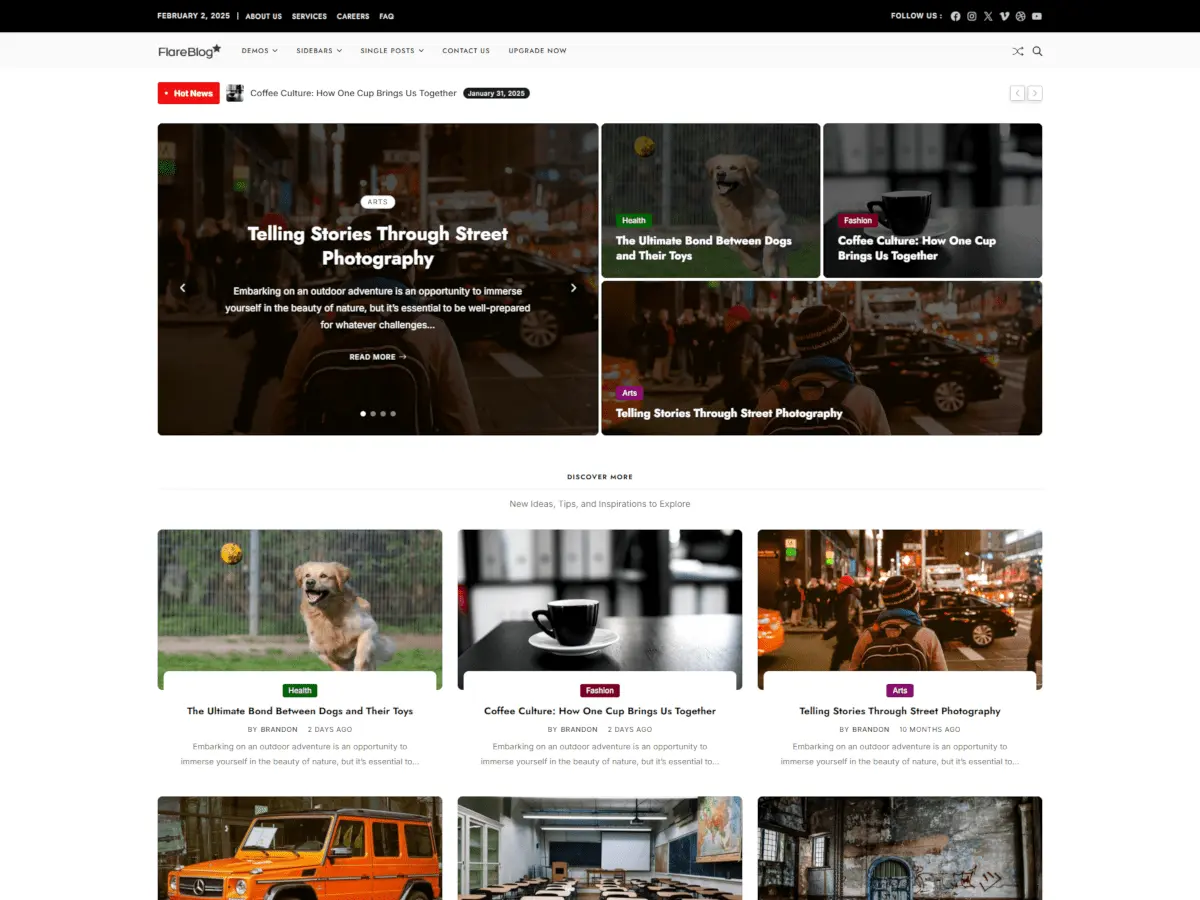 FEBRUARY 2, 2025 | ABOUT US SERVICES CAREERS FAQ
FOLLOW US :
FlareBlog
DEMOS SIDEBARS SINGLE POSTS CONTACT US UPGRADE NOW
• Hot News
Coffee Culture: How One Cup Brings Us Together January 31, 2025
ARTS
Telling Stories Through Street
Photography
Embarking on an outdoor adventure is an opportunity to immerse
yourself in the beauty of nature, but it's essential to be well-prepared
for whatever challenges...
READ MORE →
Health
The Ultimate Bond Between Dogs
and Their Toys
Fashion
Coffee Culture: How One Cup
Brings Us Together
Arts
Telling Stories Through Street Photography
DISCOVER MORE
New Ideas, Tips, and Inspirations to Explore
Health
The Ultimate Bond Between Dogs and Their Toys
BY BRANDON 2 DAYS AGO
Embarking on an outdoor adventure is an opportunity to
immerse yourself in the beauty of nature, but it's essential to...
Fashion
Coffee Culture: How One Cup Brings Us Together
BY BRANDON 2 DAYS AGO
Embarking on an outdoor adventure is an opportunity to
immerse yourself in the beauty of nature, but it's essential to...
Arts
Telling Stories Through Street Photography
BY BRANDON 10 MONTHS AGO
Embarking on an outdoor adventure is an opportunity to
immerse yourself in the beauty of nature, but it's essential to...